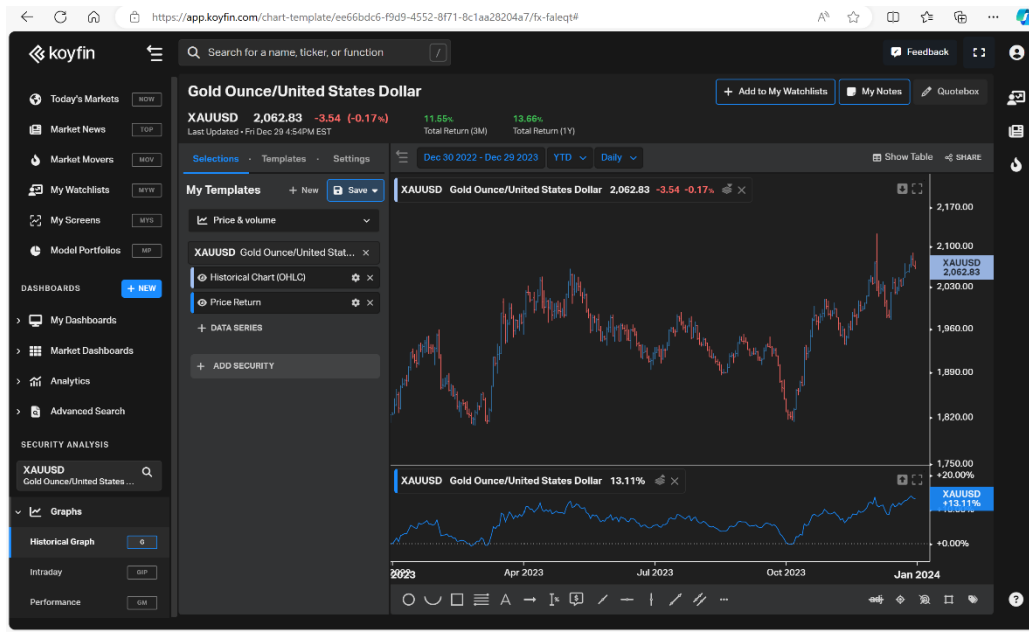 https://app.koyfin.com/chart-template/ee66bdc6-f9d9-4552-8f71-8c1aa28204a7/fx-faleqt#
koyfin
Search for a name, ticker, or function /
Feedback
Today's Markets NOW
Market News TOP
Market Movers MOV
My Watchlists MYW
My Screens MYS
Model Portfolios MP
DASHBOARDS + NEW
My Dashboards
Market Dashboards
Analytics
Advanced Search
SECURITY ANALYSIS
XAUUSD
Gold Ounce/United States ...
Graphs
Historical Graph G
Intraday GIP
Performance GM
Gold Ounce/United States Dollar
+ Add to My Watchlists
My Notes
Quotebox
XAUUSD 2,062.83 -3.54 (-0.17%)
Last Updated • Fri Dec 29 4:54PM EST
11.55%
Total Return (3M)
13.66%
Total Return (1Y)
Selections · Templates · Settings
My Templates + New Save
Price & volume
XAUUSD Gold Ounce/United Stat... ×
Historical Chart (OHLC) ×
Price Return ×
+ DATA SERIES
+ ADD SECURITY
Dec 30 2022 - Dec 29 2023 YTD Daily
Show Table SHARE
XAUUSD Gold Ounce/United States Dollar 2,062.83 -3.54 -0.17% ×
2,170.00
2,100.00
XAUUSD
2,062.83
2,030.00
1,960.00
1,890.00
1,820.00
1,750.00
XAUUSD Gold Ounce/United States Dollar 13.11% ×
+20.00%
XAUUSD
+13.11%
+0.00%
2023 Apr 2023 Jul 2023 Oct 2023 Jan 2024
A
adj
?